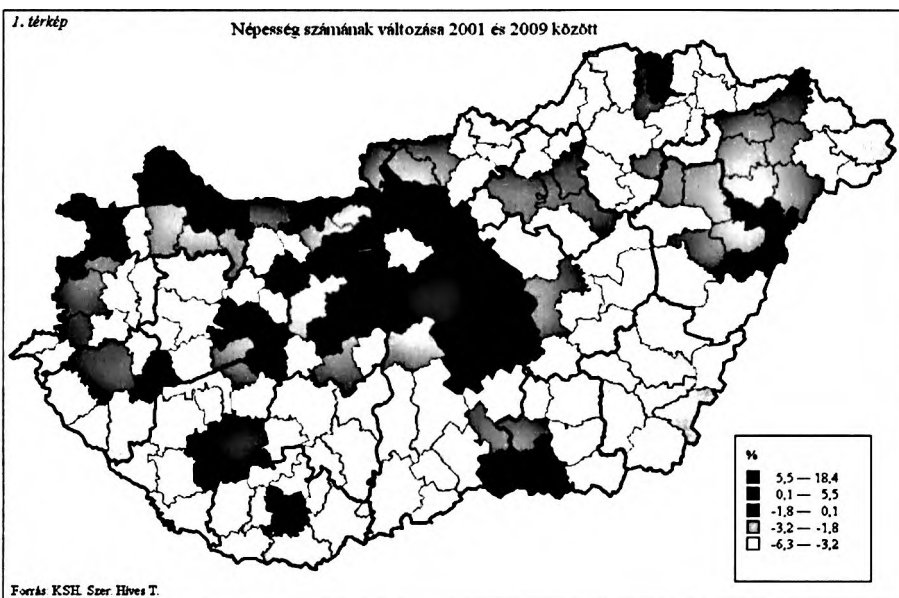 1. térkép
Népesség számának változása 2001 és 2009 között
%
5,5 — 18,4
0,1 — 5,5
-1,8 — 0,1
-3,2 — -1,8
-6,3 — -3,2
Forrás: KSH. Szer: Híves T.